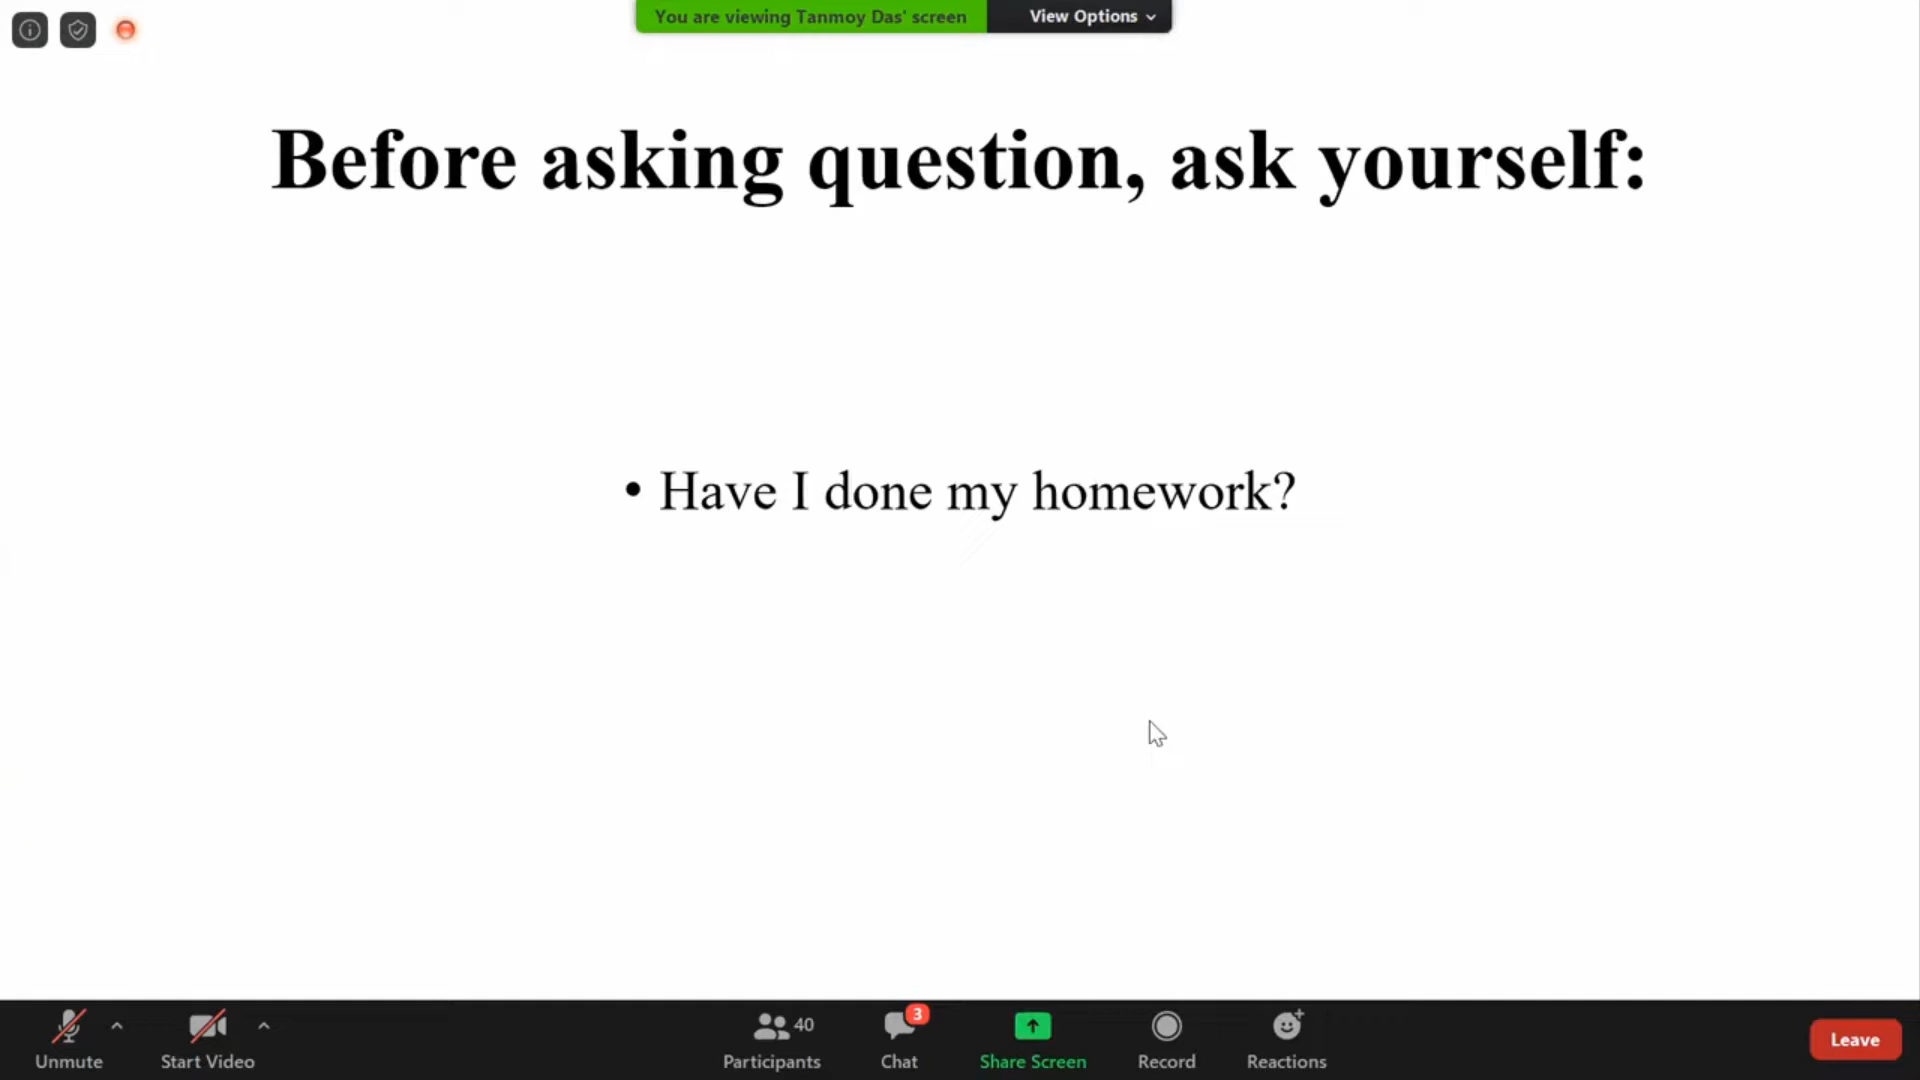 You are viewing Tanmoy Das' screen View Options
Before asking question, ask yourself:
• Have I done my homework?
40 3
Unmute Start Video Participants Chat Share Screen Record Reactions Leave